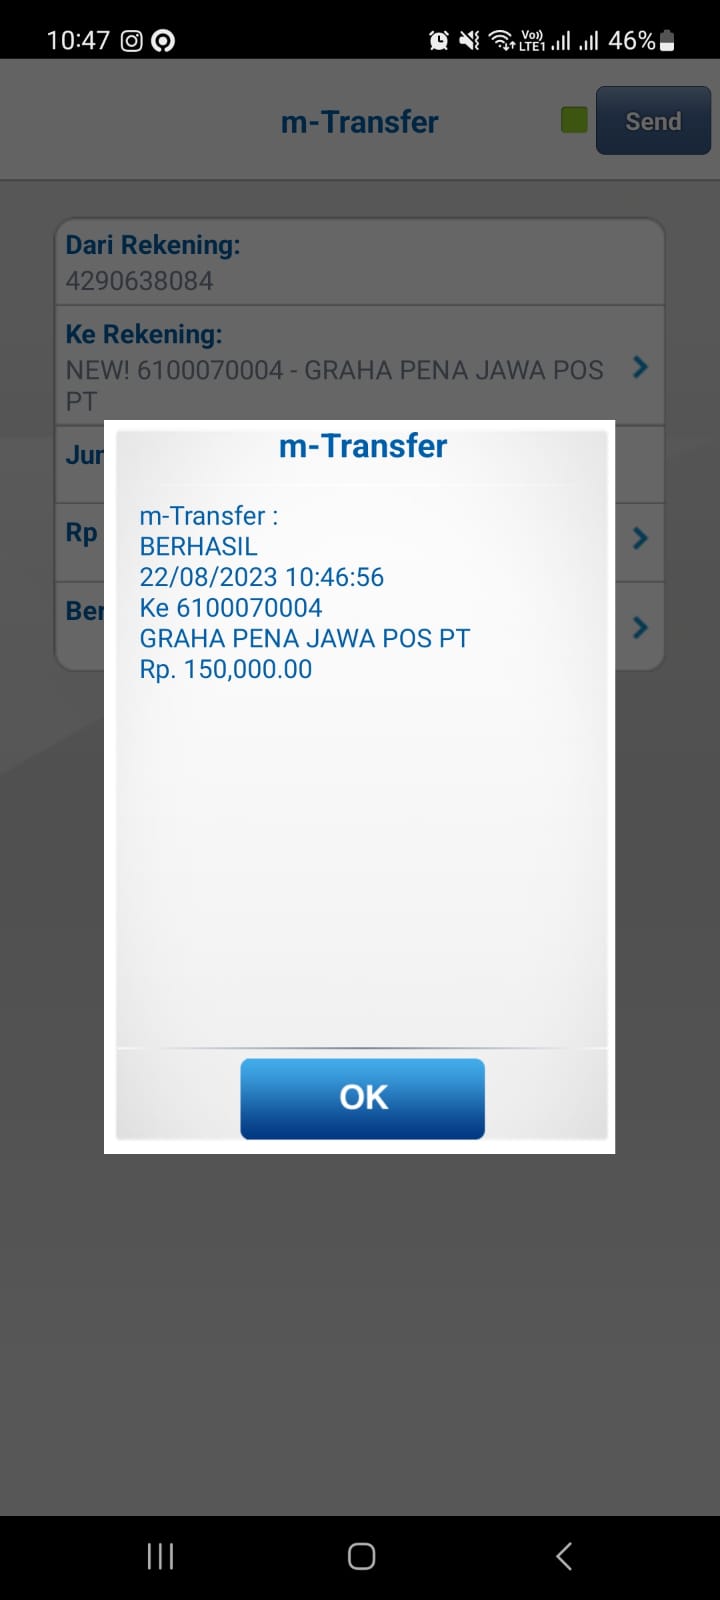 10:47
Vo))
LTE1
46%
m-Transfer
Send
Dari Rekening:
4290638084
Ke Rekening:
NEW! 6100070004 - GRAHA PENA JAWA POS
PT
Jur
Rp
Ber
m-Transfer
m-Transfer :
BERHASIL
22/08/2023 10:46:56
Ke 6100070004
GRAHA PENA JAWA POS PT
Rp. 150,000.00
OK